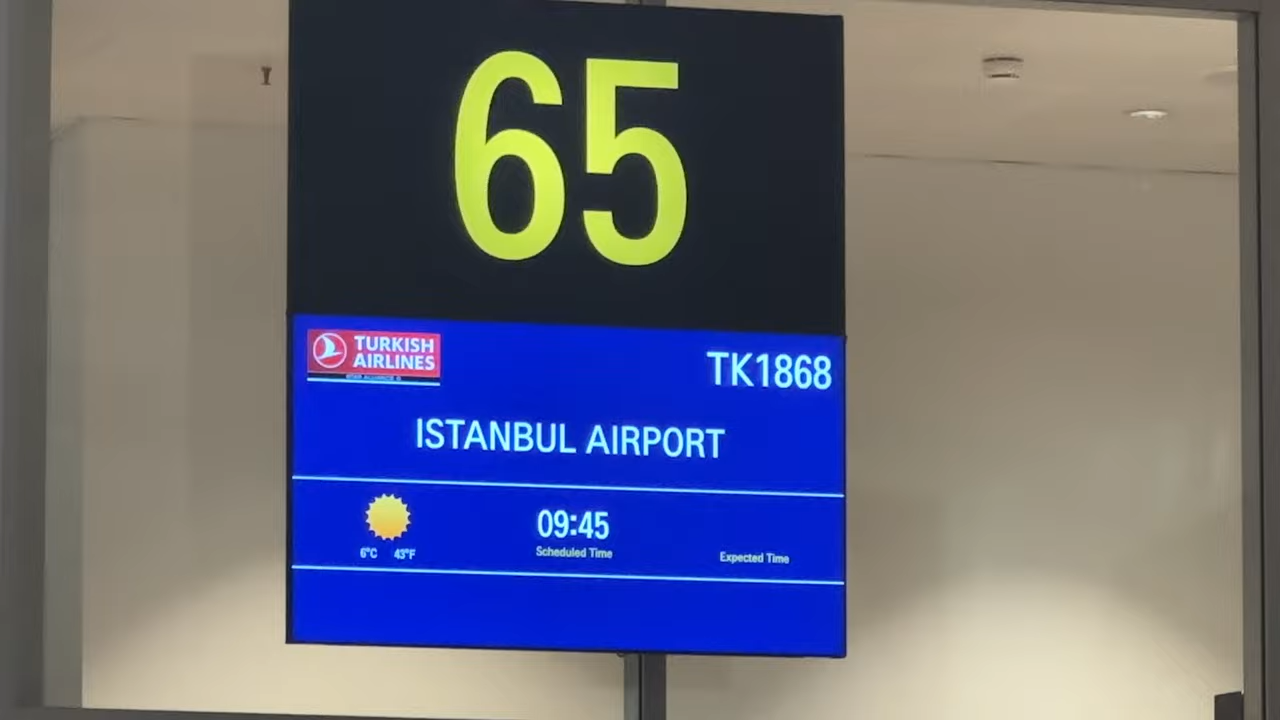 65
TURKISH
AIRLINES
TK1868
ISTANBUL AIRPORT
6°C 43°F
09:45
Scheduled Time
Expected Time